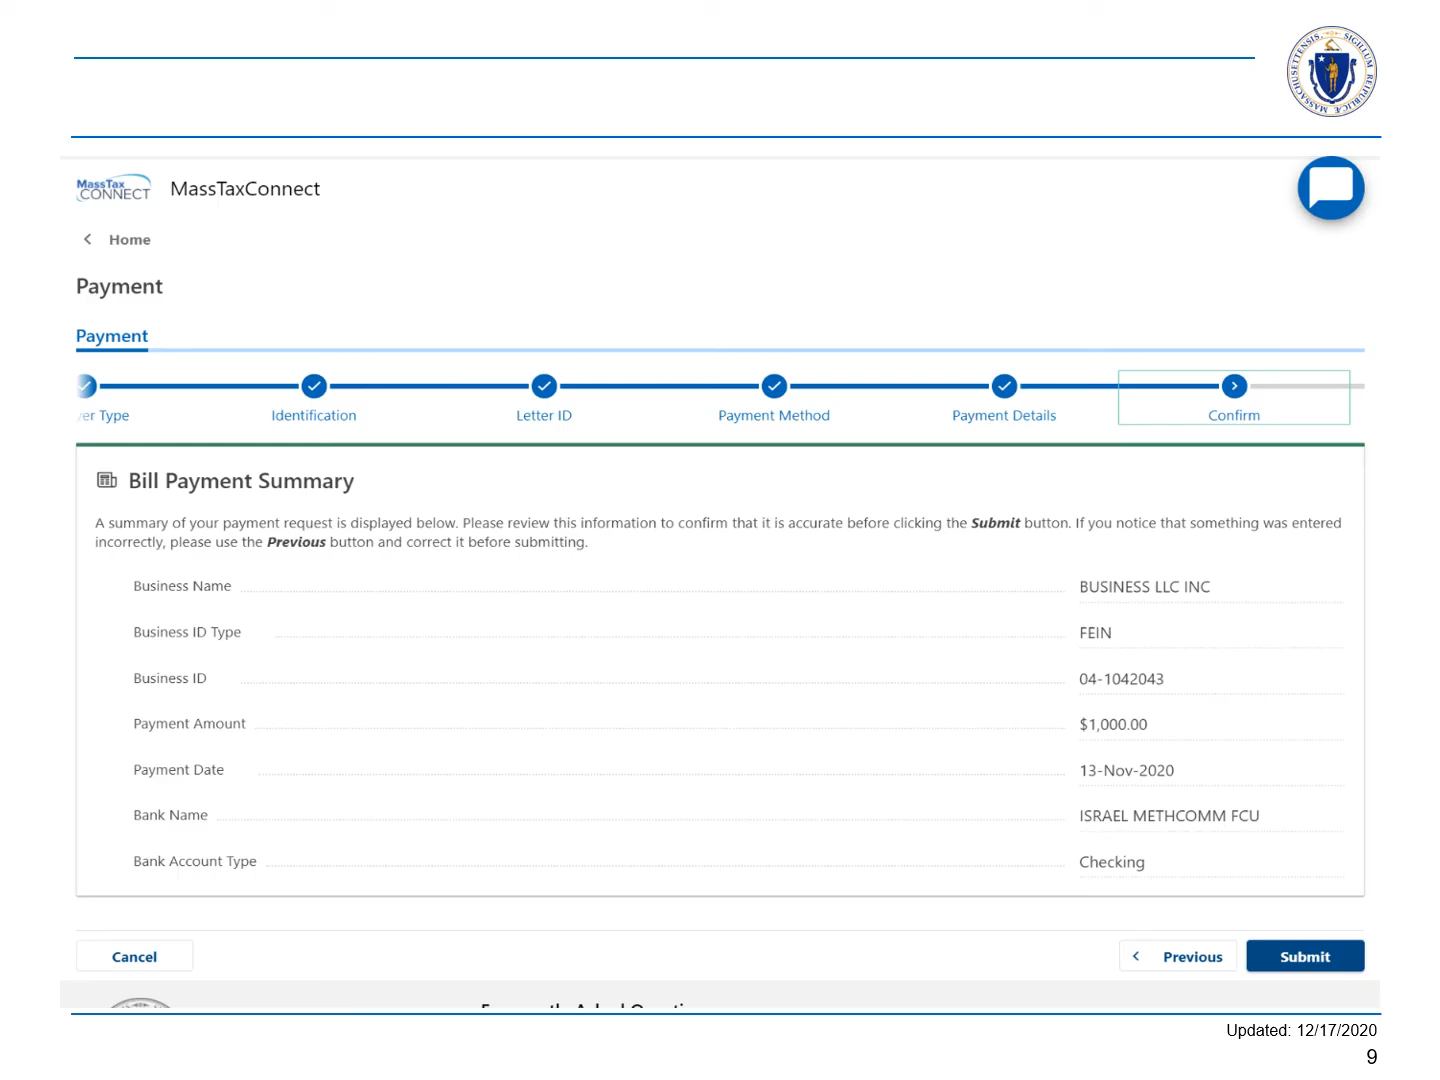 MASSACHUSETTENSIS. SIGILLUM REIPUBLICÆ
MassTax
CONNECT
MassTaxConnect
Home
Payment
Payment
er Type
Identification
Letter ID
Payment Method
Payment Details
Confirm
Bill Payment Summary
A summary of your payment request is displayed below. Please review this information to confirm that it is accurate before clicking the Submit button. If you notice that something was entered
incorrectly, please use the Previous button and correct it before submitting.
Business Name BUSINESS LLC INC
Business ID Type FEIN
Business ID 04-1042043
Payment Amount $1,000.00
Payment Date 13-Nov-2020
Bank Name ISRAEL METHCOMM FCU
Bank Account Type Checking
Cancel
Previous
Submit
Updated: 12/17/2020
9